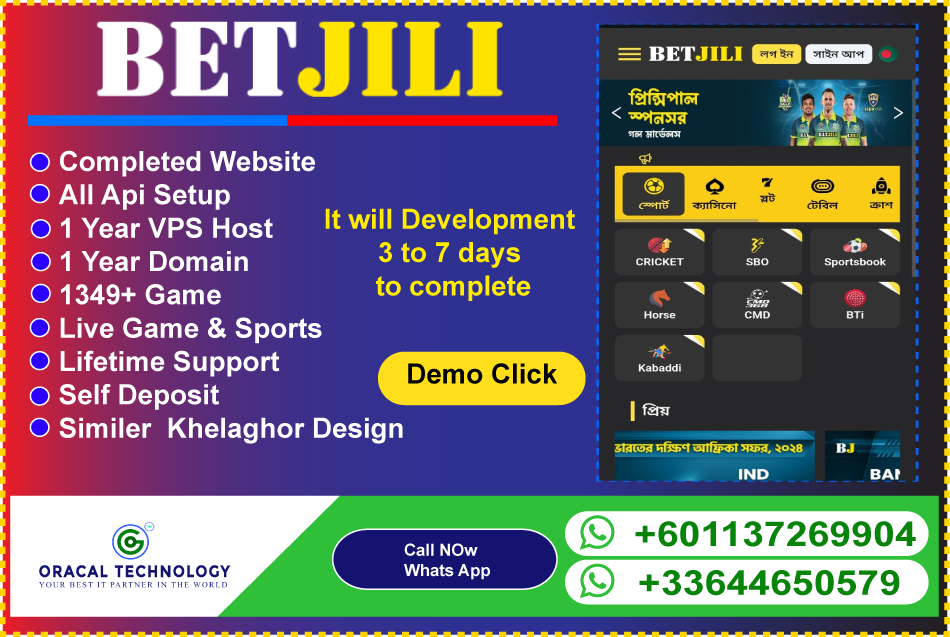 BETJILI
Completed Website
All Api Setup
1 Year VPS Host
1 Year Domain
1349+ Game
Live Game & Sports
Lifetime Support
Self Deposit
Similer Khelaghor Design
It will Development
3 to 7 days
to complete
Demo Click
BETJILI লগ ইন সাইন আপ
প্রিন্সিপাল
স্পনসর
গল মার্ভেলস
স্পোর্ট ক্যাসিনো স্লট টেবিল ক্রাশ
CRICKET SBO Sportsbook
Horse CMD BTi
Kabaddi
প্রিয়
ভারতের দক্ষিণ আফ্রিকা সফর, ২০২৪ BJ
IND BAN
ORACAL TECHNOLOGY
YOUR BEST IT PARTNER IN THE WORLD
Call NOw
Whats App
+601137269904
+33644650579